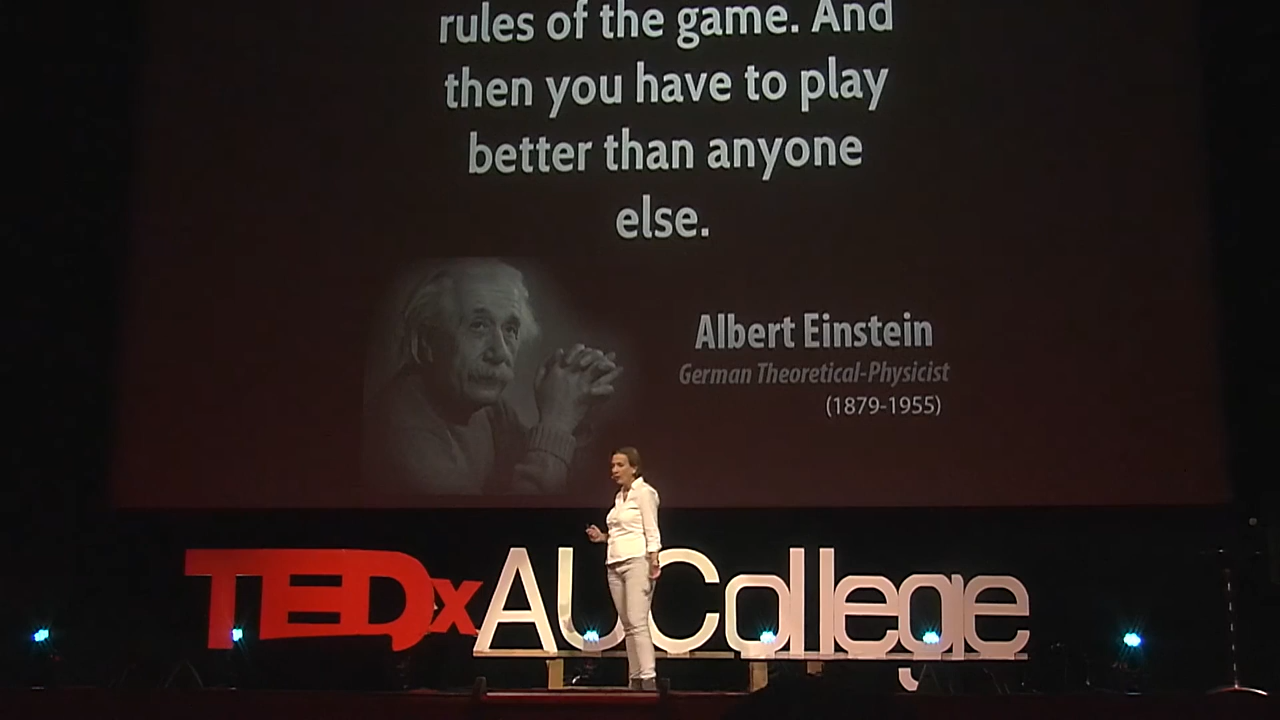 rules of the game. And
then you have to play
better than anyone
else.
Albert Einstein
German Theoretical-Physicist
(1879-1955)
TEDxAUCollege